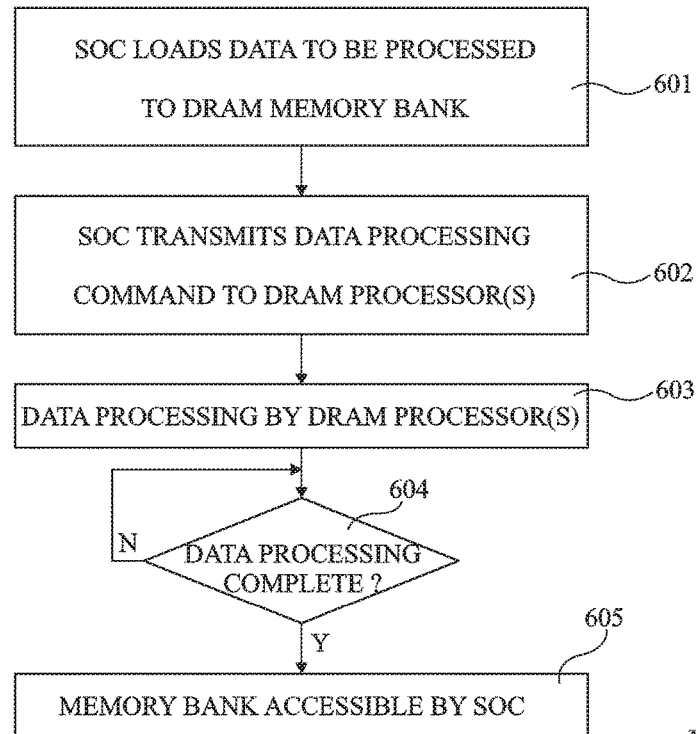 SOC LOADS DATA TO BE PROCESSED
TO DRAM MEMORY BANK
601
SOC TRANSMITS DATA PROCESSING
COMMAND TO DRAM PROCESSOR(S)
602
603
DATA PROCESSING BY DRAM PROCESSOR(S)
604
N
DATA PROCESSING
COMPLETE ?
Y
605
MEMORY BANK ACCESSIBLE BY SOC